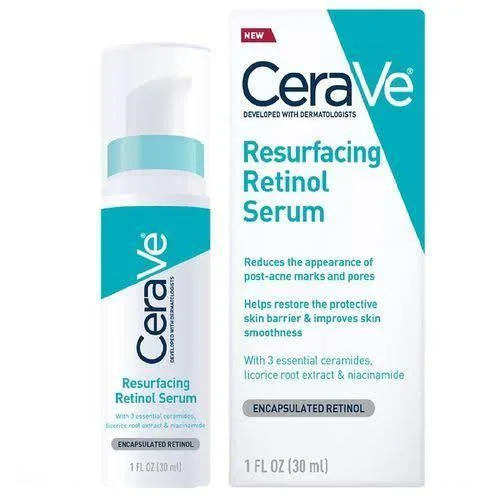 CeraVe®
DEVELOPED WITH DERMATOLOGISTS
Resurfacing
Retinol Serum
With 3 essential ceramides,
licorice root extract & niacinamide
ENCAPSULATED RETINOL
1 FL OZ (30 ml)
NEW
CeraVe®
DEVELOPED WITH DERMATOLOGISTS
Resurfacing
Retinol
Serum
Reduces the appearance of
post-acne marks and pores
Helps restore the protective
skin barrier & improves skin
smoothness
With 3 essential ceramides,
licorice root extract & niacinamide
ENCAPSULATED RETINOL
1 FL OZ (30 ml)